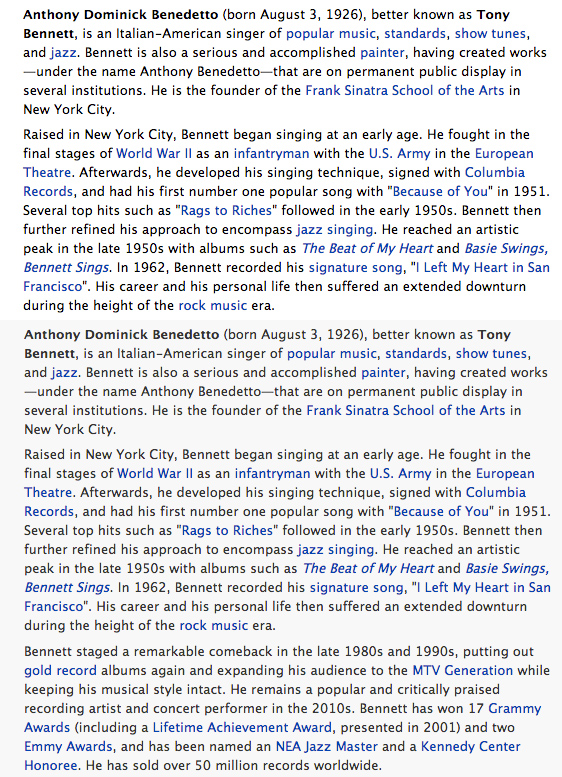 Anthony Dominick Benedetto (born August 3, 1926), better known as Tony
Bennett, is an Italian-American singer of popular music, standards, show tunes,
and jazz. Bennett is also a serious and accomplished painter, having created works
—under the name Anthony Benedetto—that are on permanent public display in
several institutions. He is the founder of the Frank Sinatra School of the Arts in
New York City.
Raised in New York City, Bennett began singing at an early age. He fought in the
final stages of World War II as an infantryman with the U.S. Army in the European
Theatre. Afterwards, he developed his singing technique, signed with Columbia
Records, and had his first number one popular song with "Because of You" in 1951.
Several top hits such as "Rags to Riches" followed in the early 1950s. Bennett then
further refined his approach to encompass jazz singing. He reached an artistic
peak in the late 1950s with albums such as The Beat of My Heart and Basie Swings,
Bennett Sings. In 1962, Bennett recorded his signature song, "I Left My Heart in San
Francisco". His career and his personal life then suffered an extended downturn
during the height of the rock music era.
Anthony Dominick Benedetto (born August 3, 1926), better known as Tony
Bennett, is an Italian-American singer of popular music, standards, show tunes,
and jazz. Bennett is also a serious and accomplished painter, having created works
—under the name Anthony Benedetto—that are on permanent public display in
several institutions. He is the founder of the Frank Sinatra School of the Arts in
New York City.
Raised in New York City, Bennett began singing at an early age. He fought in the
final stages of World War II as an infantryman with the U.S. Army in the European
Theatre. Afterwards, he developed his singing technique, signed with Columbia
Records, and had his first number one popular song with "Because of You" in 1951.
Several top hits such as "Rags to Riches" followed in the early 1950s. Bennett then
further refined his approach to encompass jazz singing. He reached an artistic
peak in the late 1950s with albums such as The Beat of My Heart and Basie Swings,
Bennett Sings. In 1962, Bennett recorded his signature song, "I Left My Heart in San
Francisco". His career and his personal life then suffered an extended downturn
during the height of the rock music era.
Bennett staged a remarkable comeback in the late 1980s and 1990s, putting out
gold record albums again and expanding his audience to the MTV Generation while
keeping his musical style intact. He remains a popular and critically praised
recording artist and concert performer in the 2010s. Bennett has won 17 Grammy
Awards (including a Lifetime Achievement Award, presented in 2001) and two
Emmy Awards, and has been named an NEA Jazz Master and a Kennedy Center
Honoree. He has sold over 50 million records worldwide.